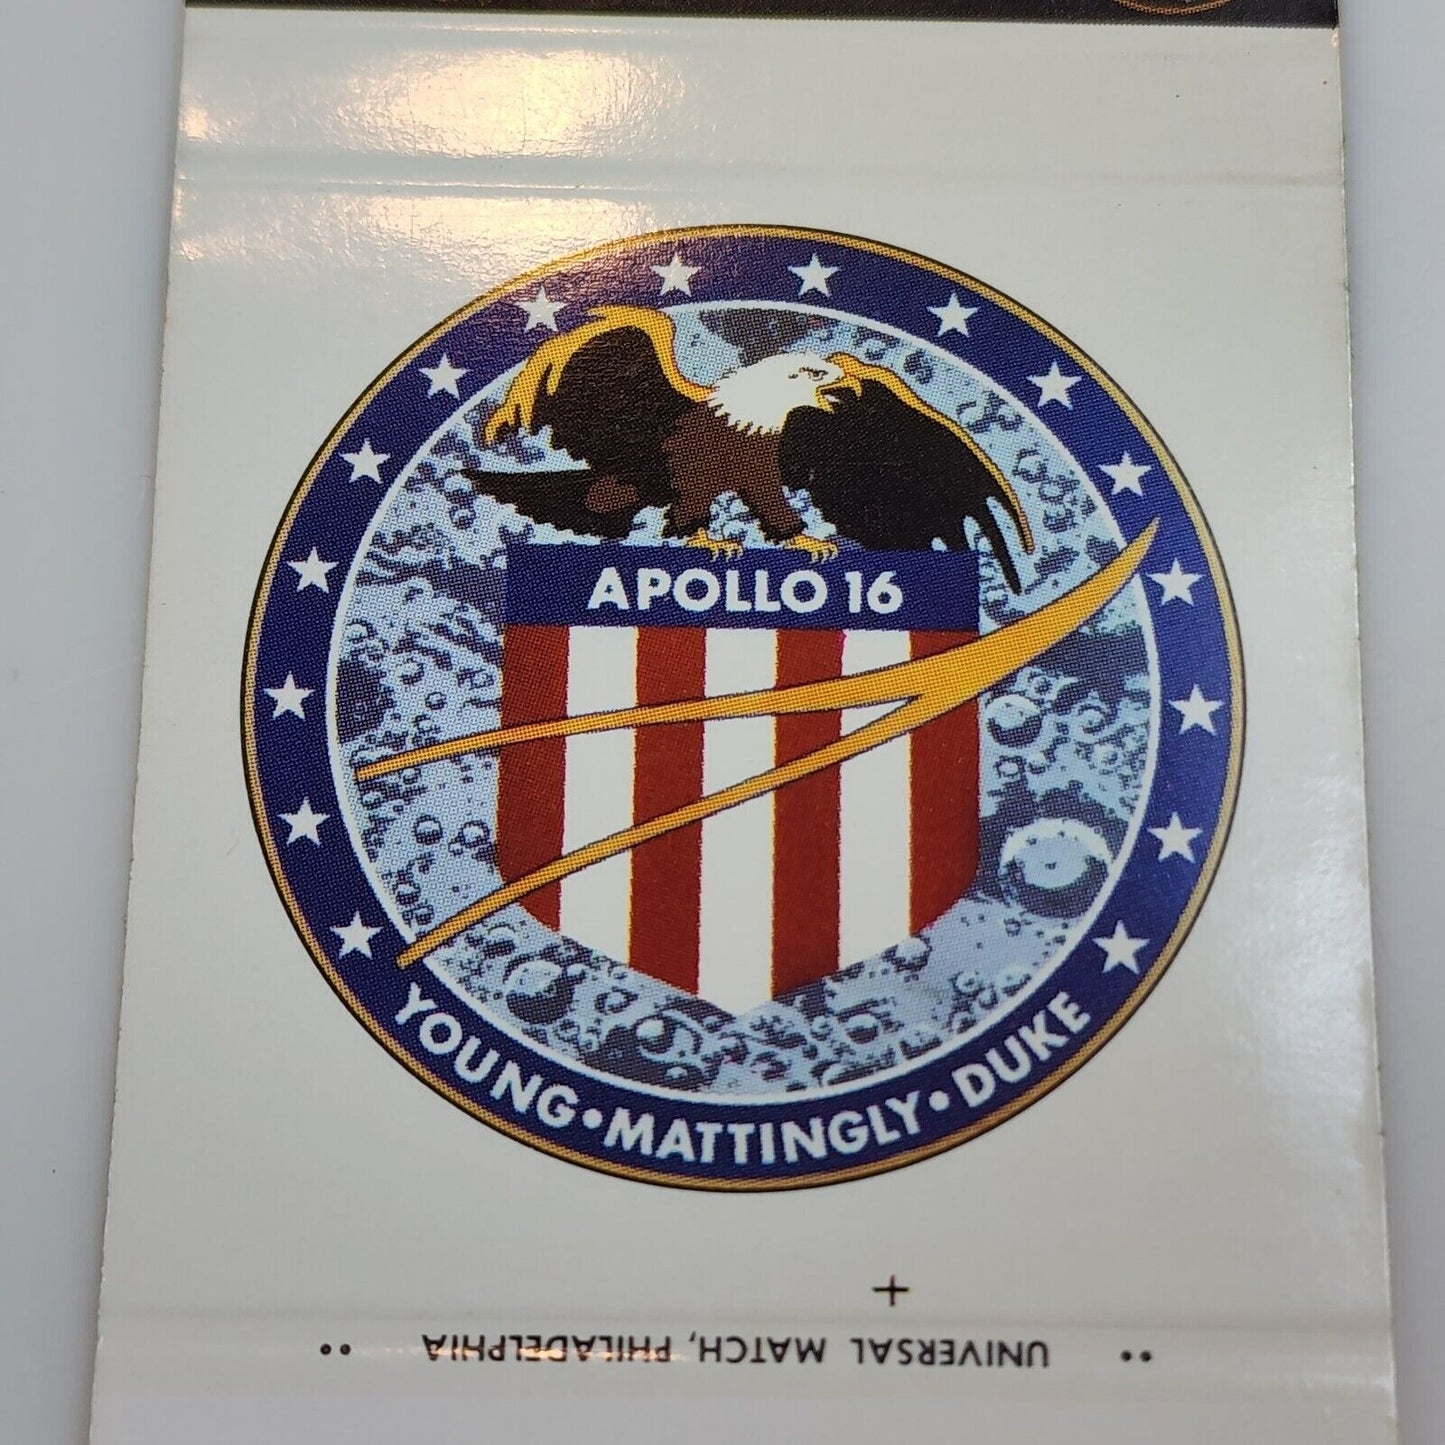 APOLLO 16
YOUNG • MATTINGLY • DUKE
UNIVERSAL MATCH, PHILADELPHIA